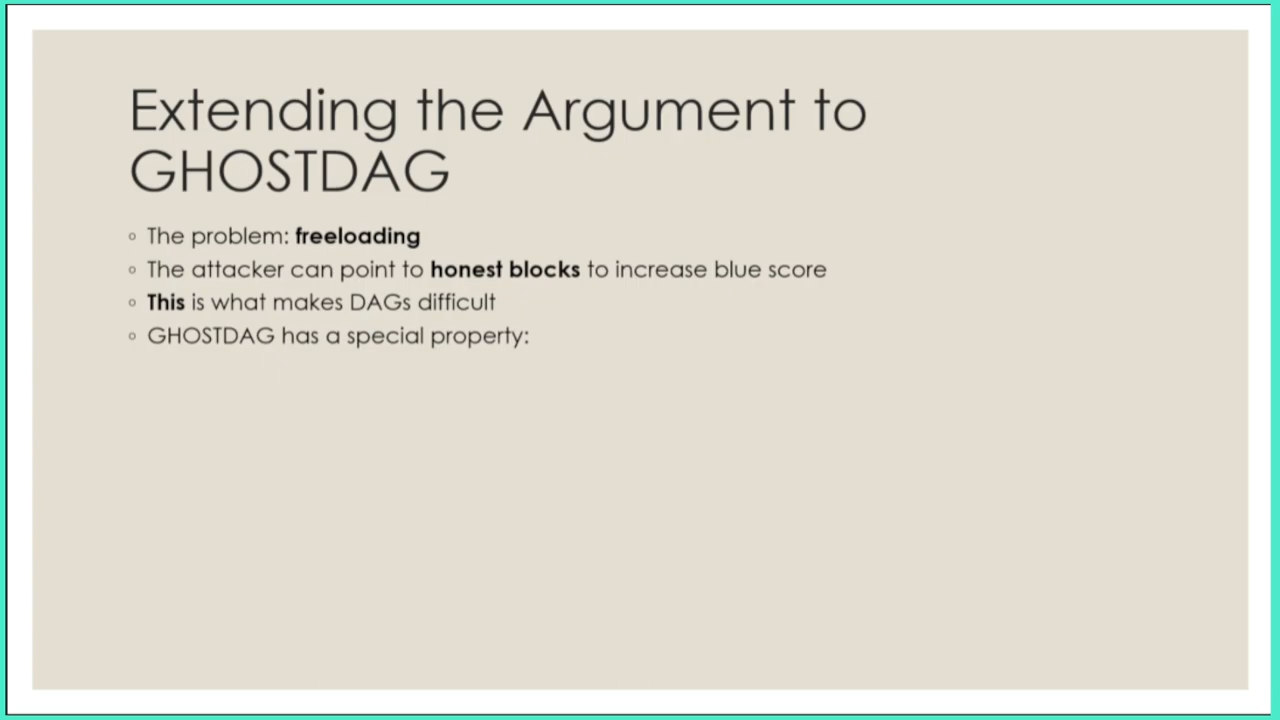 Extending the Argument to
GHOSTDAG
◦ The problem: freeloading
◦ The attacker can point to honest blocks to increase blue score
◦ This is what makes DAGs difficult
◦ GHOSTDAG has a special property: